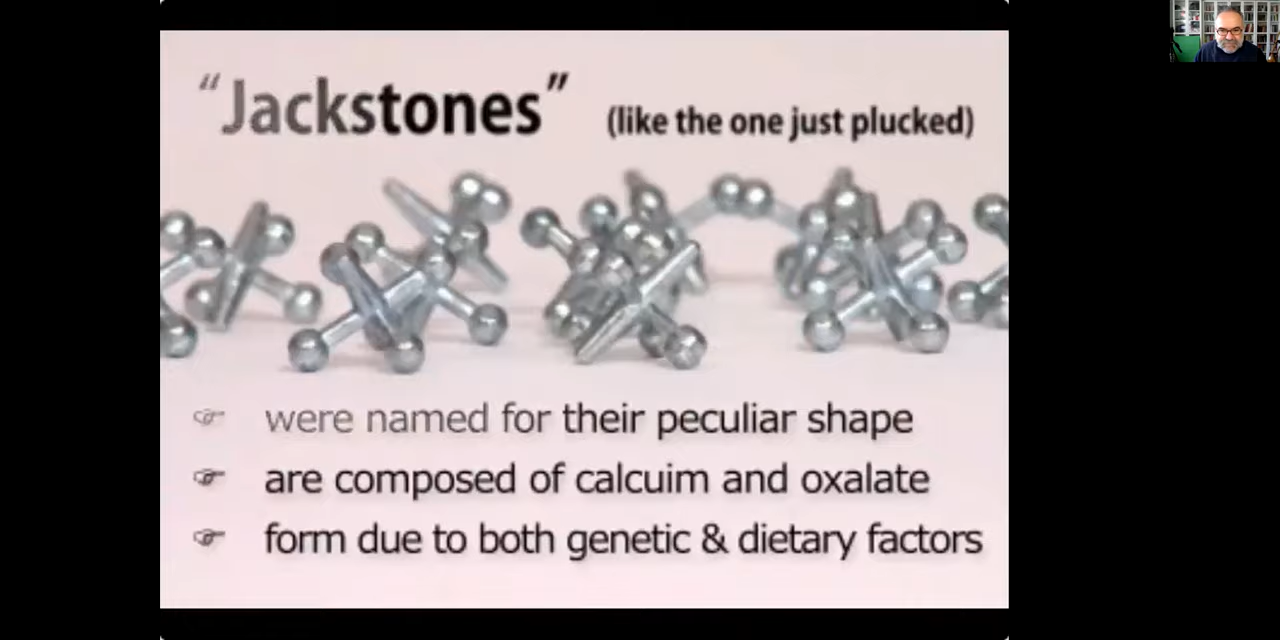 “Jackstones” (like the one just plucked)
☞ were named for their peculiar shape
☞ are composed of calcuim and oxalate
☞ form due to both genetic & dietary factors